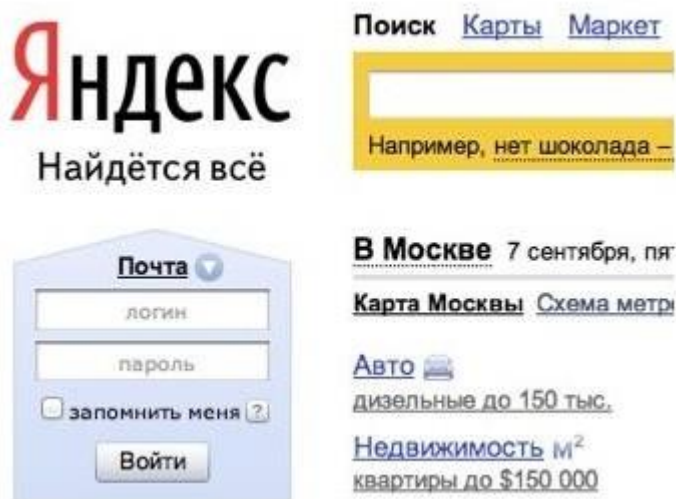 Яндекс
Найдётся всё
Почта
логин
пароль
запомнить меня ?
Войти
Поиск Карты Маркет
Например, нет шоколада –
В Москве 7 сентября,
Карта Москвы Схема
Авто
дизельные до 150 тыс.
Недвижимость м²
квартиры до $150 000